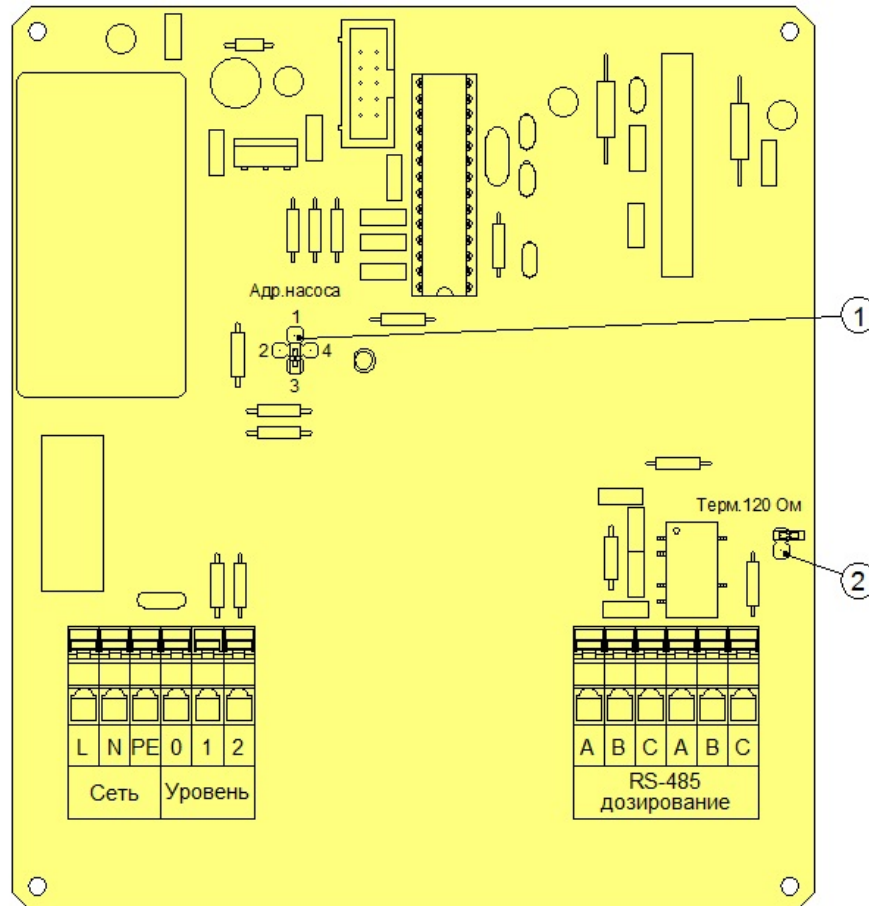 Адр.насоса
1
1
2 4
3
Терм.120 Ом
2
L N PE 0 1 2
A B C A B C
Сеть Уровень
RS-485
дозирование